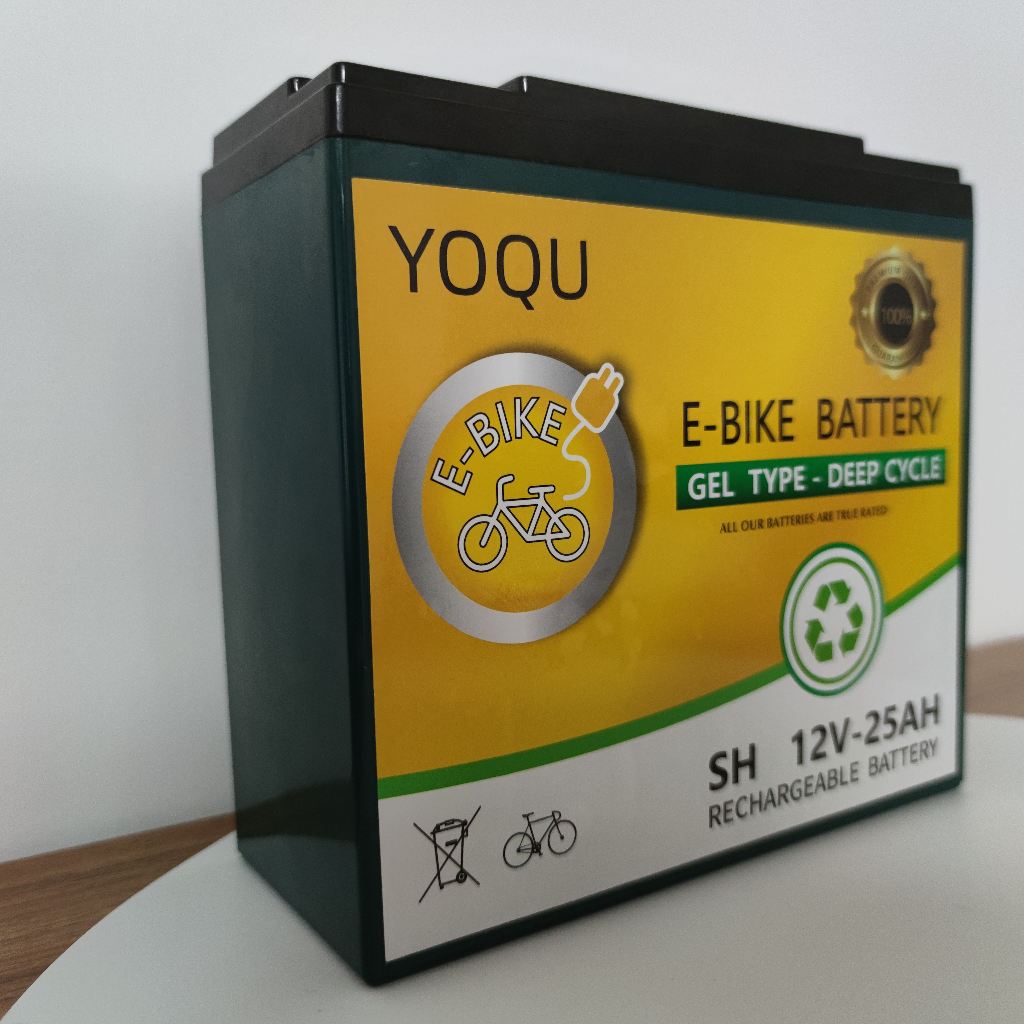 YOQU
100%
E-BIKE
E-BIKE BATTERY
GEL TYPE - DEEP CYCLE
ALL OUR BATTERIES ARE TRUE RATED
SH 12V-25AH
RECHARGEABLE BATTERY